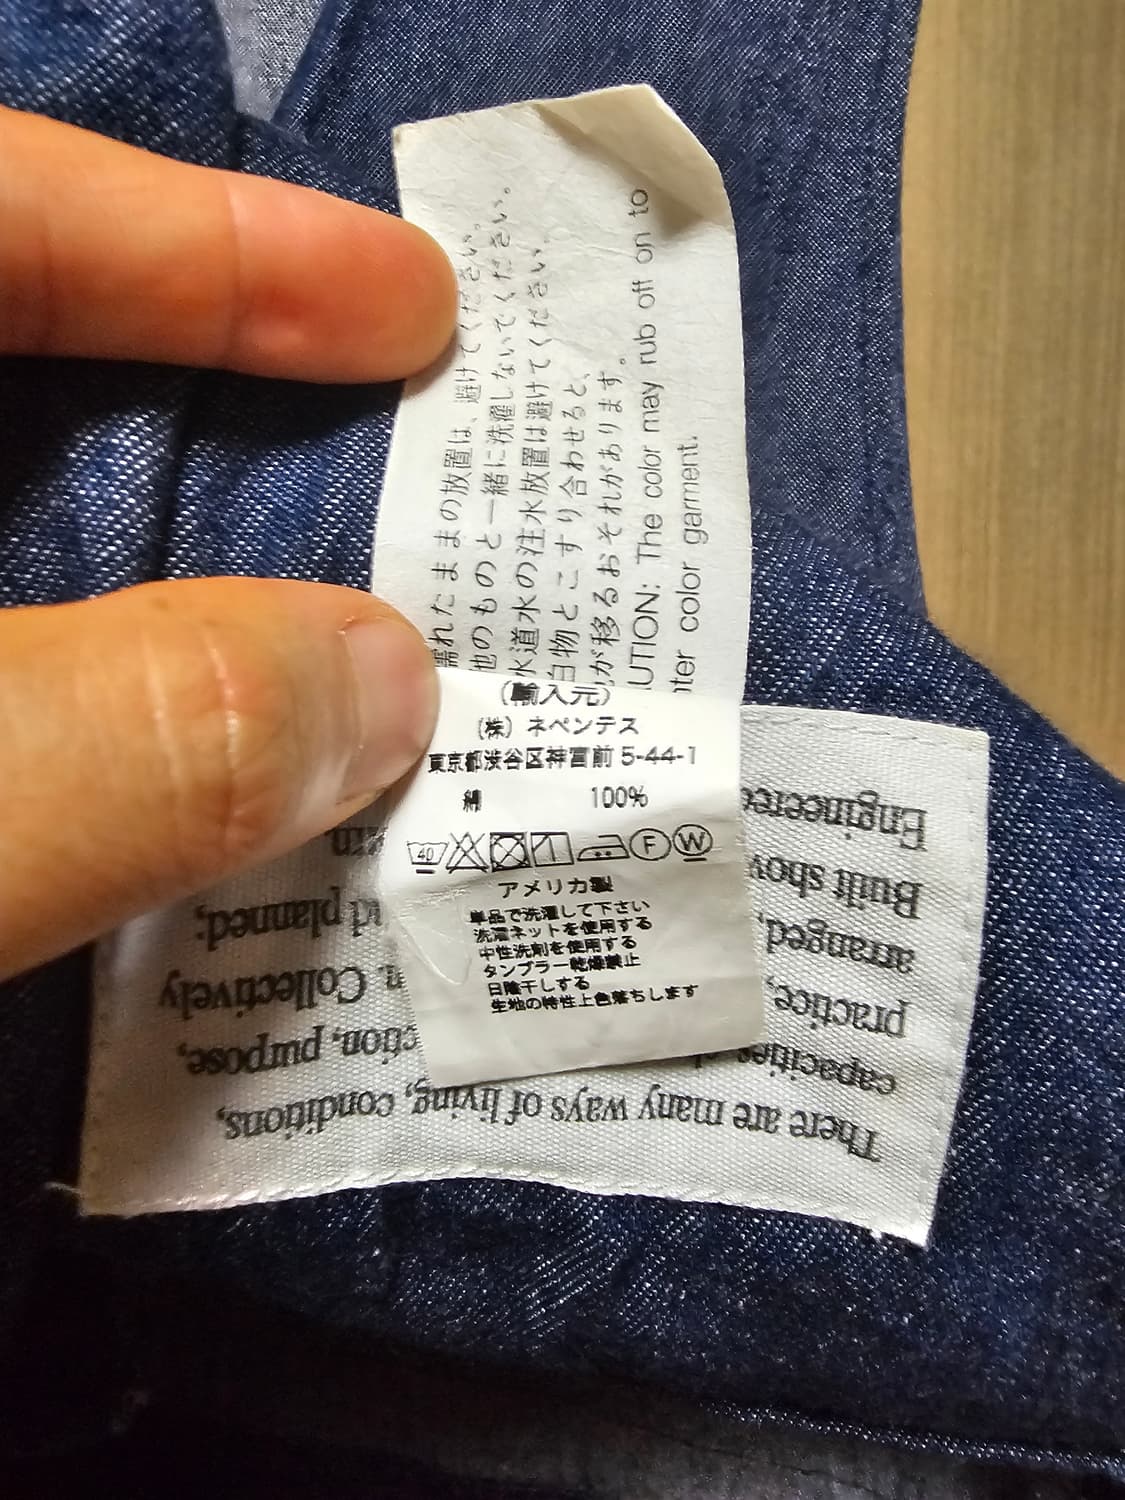 濡れたままの放置は、避けてください。
他のものと一緒に洗濯しないでください。
水道水の注水放置は避けてください。
白物とこすり合わせると、
が移るおそれがあります。
AUTION: The color may rub off on to
hter color garment.
(輸入元)
(株) ネペンテス
東京都渋谷区神宮前 5-44-1
綿 100%
40 F W
アメリカ製
単品で洗濯して下さい
洗濯ネットを使用する
中性洗剤を使用する
タンブラー乾燥禁止
日陰干しする
生地の特性上色落ちします
There are many ways of living, conditions,
capacities ction, purpose,
practice, n. Collectively
arranged, d planned;
Built show
Engineere